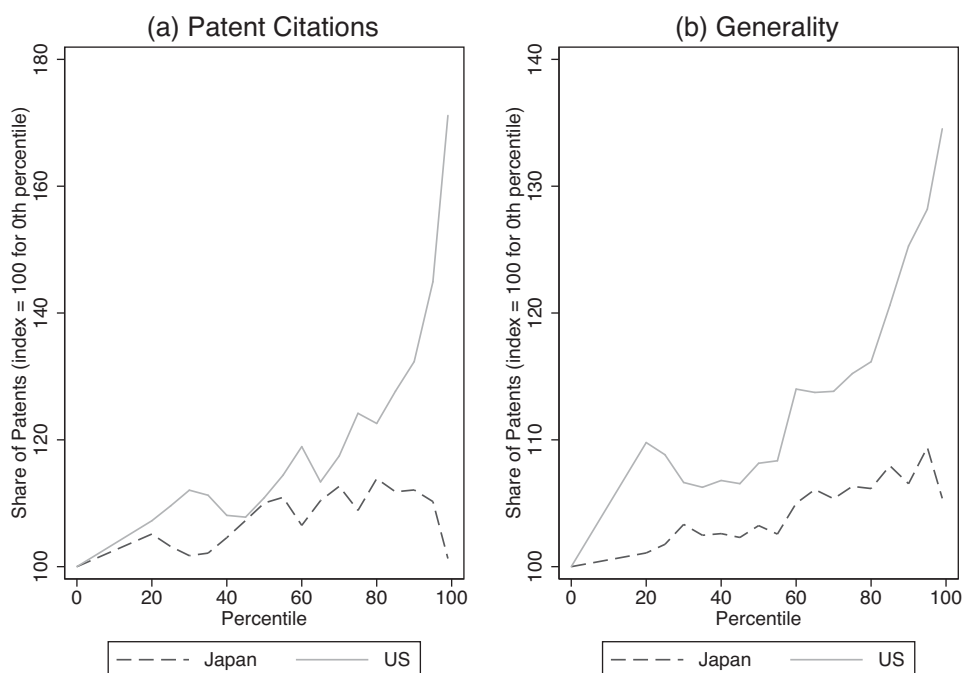 (a) Patent Citations
Share of Patents (index = 100 for 0th percentile)
180
160
140
120
100
0 20 40 60 80 100
Percentile
Japan US
(b) Generality
Share of Patents (index = 100 for 0th percentile)
140
130
120
110
100
0 20 40 60 80 100
Percentile
Japan US